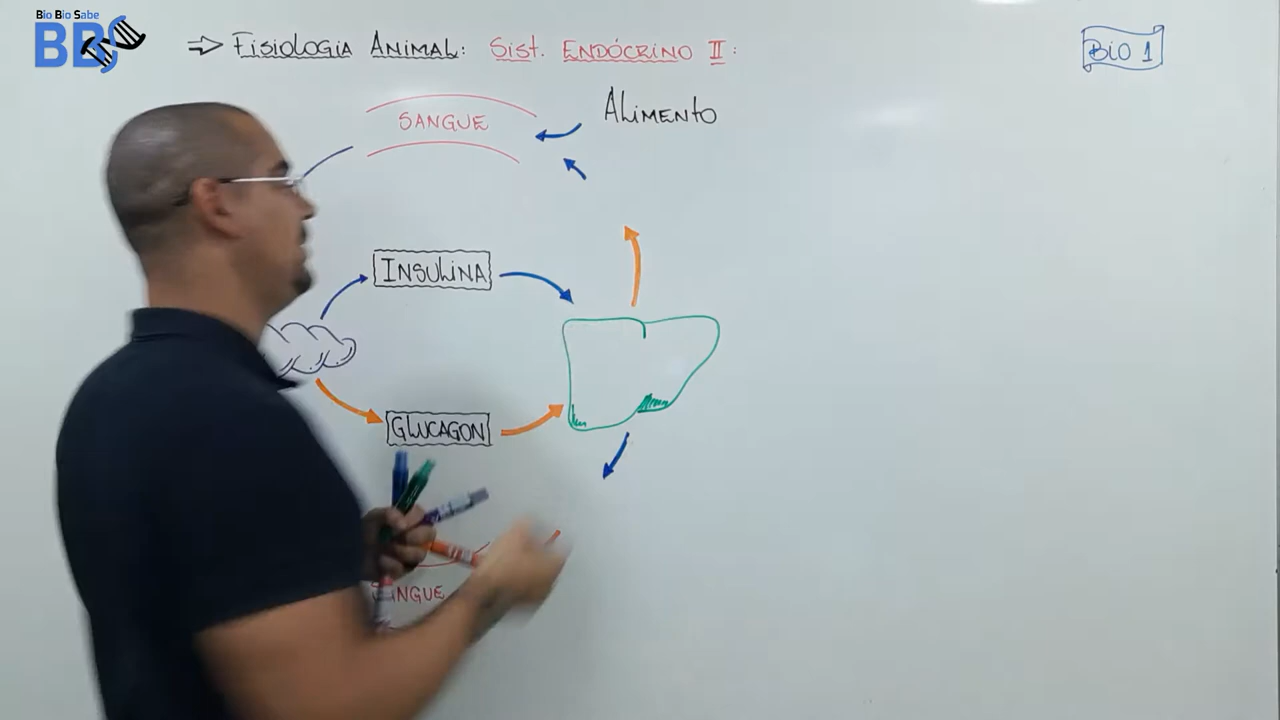 Bio Bio Sabe
BBS
⇒ Fisiologia Animal: Sist. Endócrino II:
Bio 1
Alimento
SANGUE
INSULINA
GLUCAGON